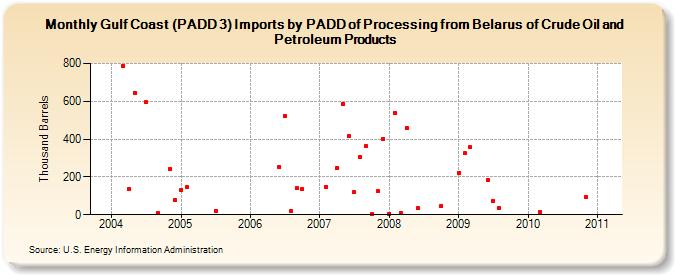 Monthly Gulf Coast (PADD 3) Imports by PADD of Processing from Belarus of Crude Oil and
Petroleum Products
Thousand Barrels
800
600
400
200
0
2004 2005 2006 2007 2008 2009 2010 2011
Source: U.S. Energy Information Administration